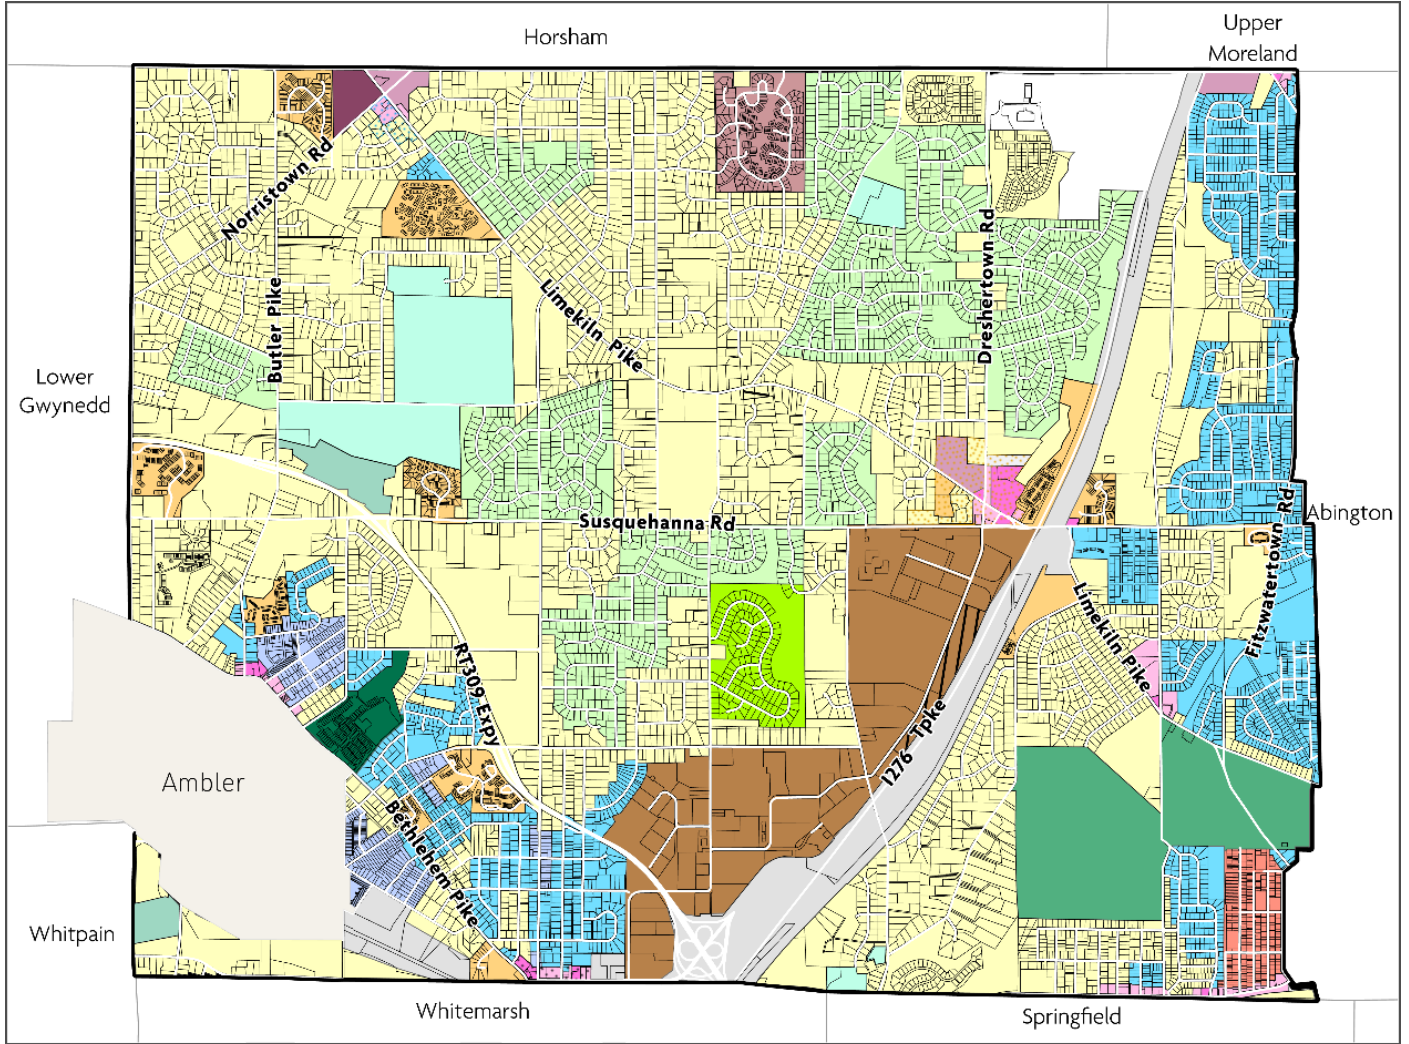 Horsham
Upper
Moreland
Norristown Rd
Butler Pike
Limekiln Pike
Dreshertown Rd
Lower
Gwynedd
Susquehanna Rd
Fitzwatertown Rd
Abington
Limekiln Pike
RT309 Expy
I276 Tpke
Ambler
Bethlehem Pike
Whitpain
Whitemarsh
Springfield